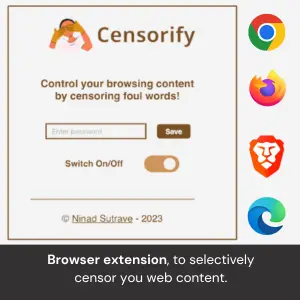 Censorify
Control your browsing content
by censoring foul words!
Enter password
Save
Switch On/Off
© Ninad Sutrave - 2023
Browser extension, to selectively
censor you web content.